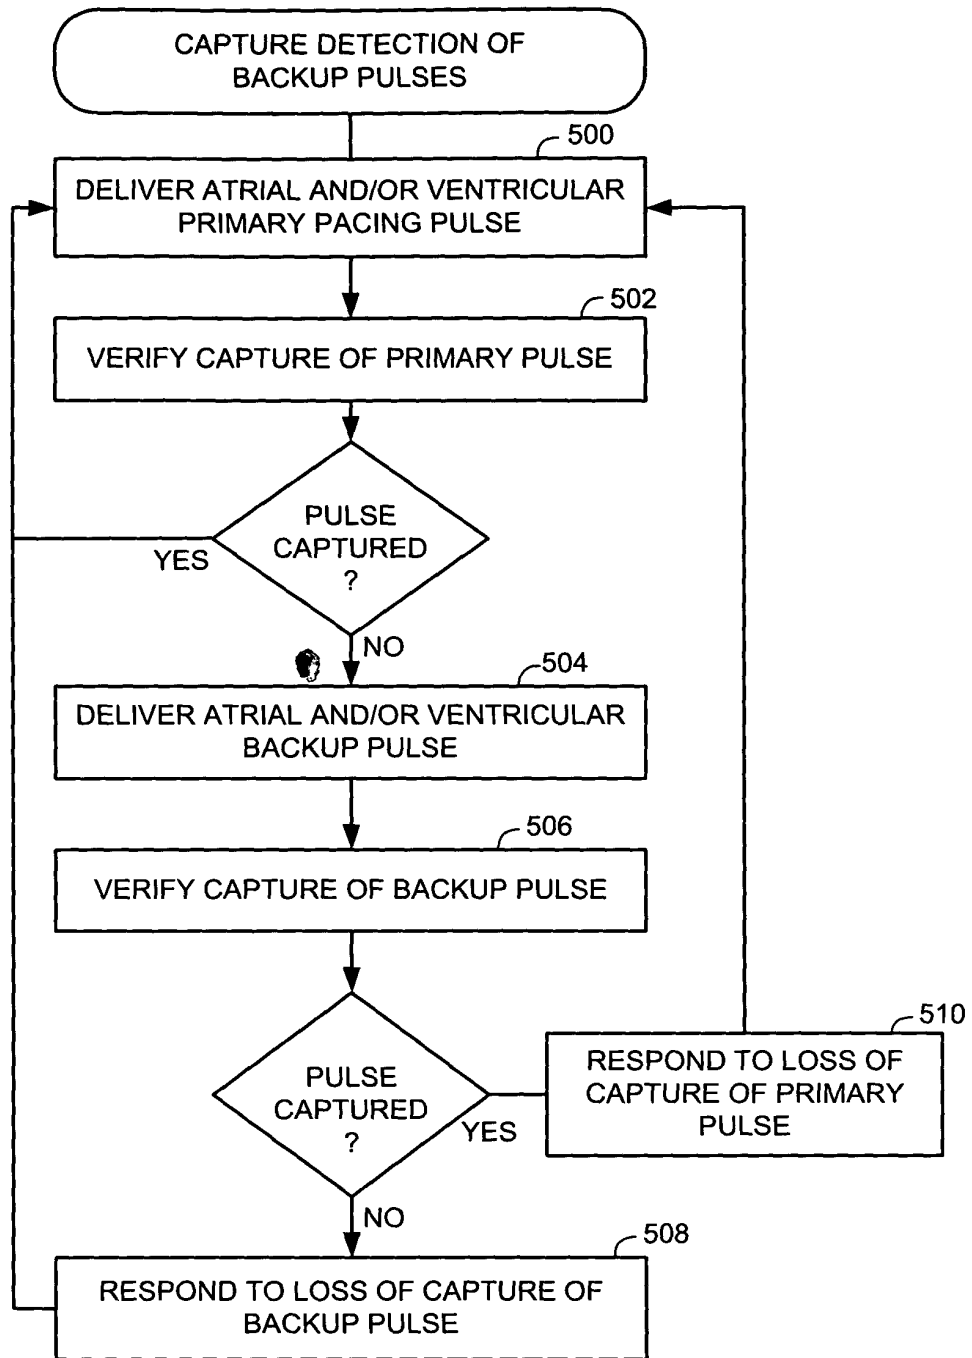 CAPTURE DETECTION OF
BACKUP PULSES
500
DELIVER ATRIAL AND/OR VENTRICULAR
PRIMARY PACING PULSE
502
VERIFY CAPTURE OF PRIMARY PULSE
PULSE
CAPTURED
?
YES
NO
504
DELIVER ATRIAL AND/OR VENTRICULAR
BACKUP PULSE
506
VERIFY CAPTURE OF BACKUP PULSE
PULSE
CAPTURED
?
YES
510
RESPOND TO LOSS OF
CAPTURE OF PRIMARY
PULSE
NO
508
RESPOND TO LOSS OF CAPTURE OF
BACKUP PULSE